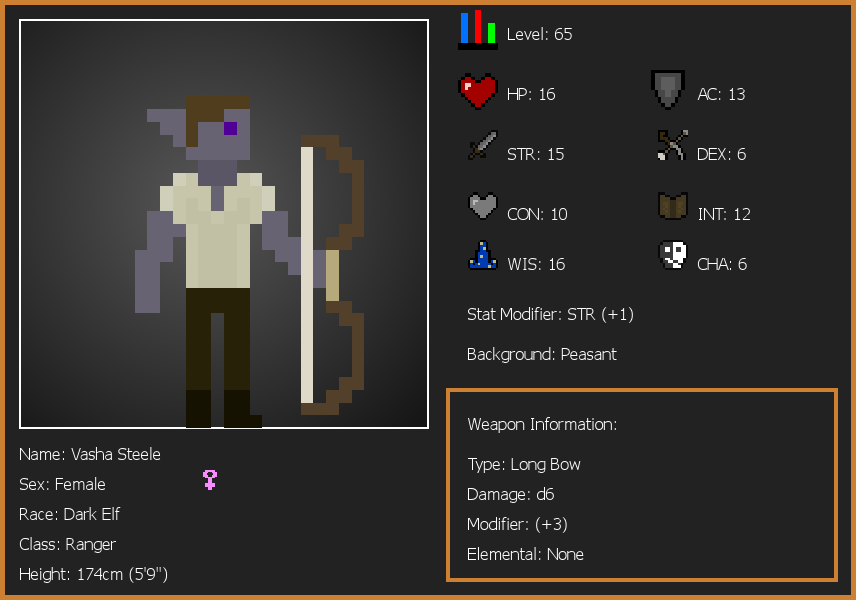 Level: 65
HP: 16
AC: 13
STR: 15
DEX: 6
CON: 10
INT: 12
WIS: 16
CHA: 6
Stat Modifier: STR (+1)
Background: Peasant
Weapon Information:
Type: Long Bow
Damage: d6
Modifier: (+3)
Elemental: None
Name: Vasha Steele
Sex: Female
Race: Dark Elf
Class: Ranger
Height: 174cm (5'9")